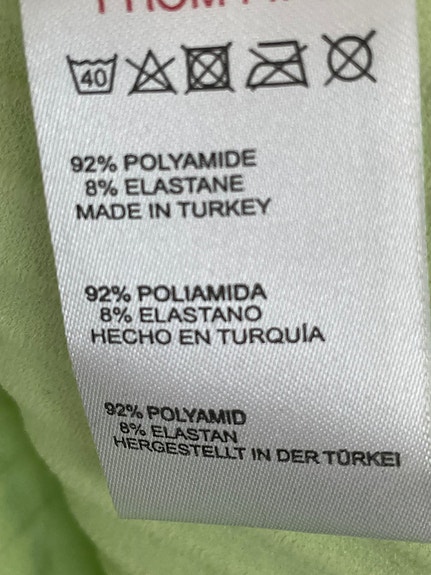 40
92% POLYAMIDE
8% ELASTANE
MADE IN TURKEY
92% POLIAMIDA
8% ELASTANO
HECHO EN TURQUÍA
92% POLYAMID
8% ELASTAN
HERGESTELLT IN DER TÜRKEI